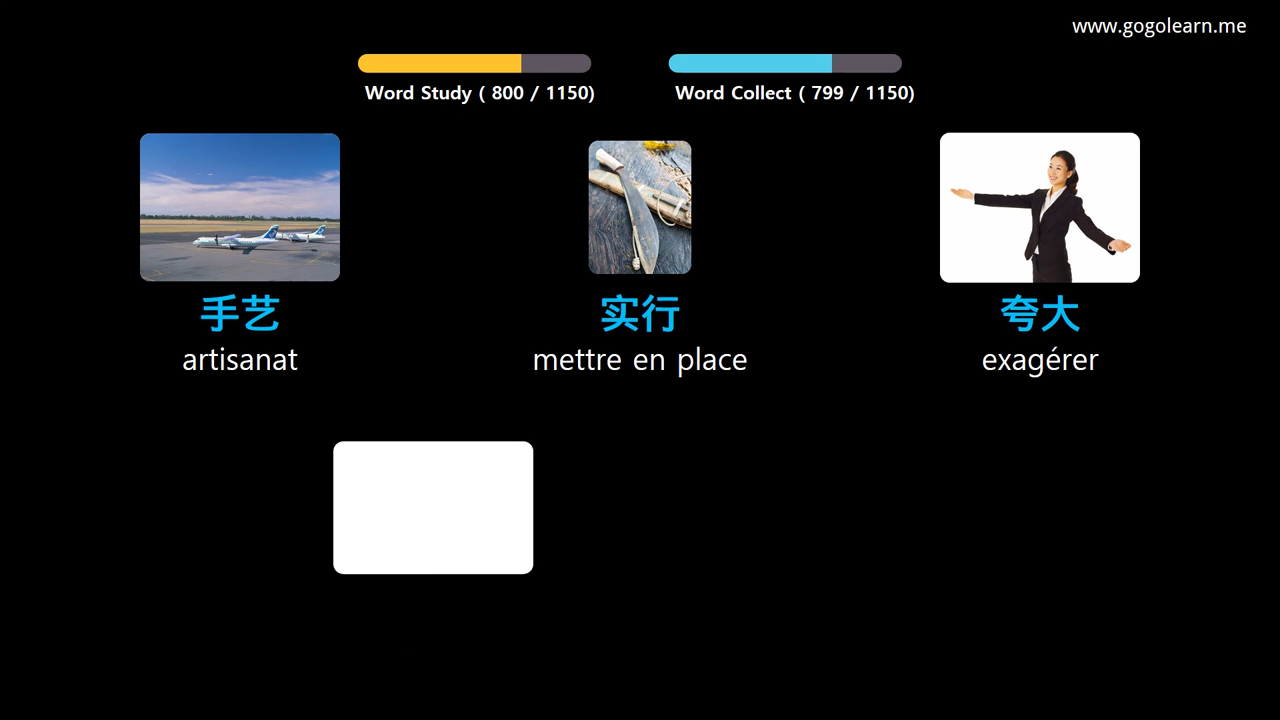 www.gogolearn.me
Word Study ( 800 / 1150)
Word Collect ( 799 / 1150)
手艺
实行
夸大
artisanat
mettre en place
exagérer